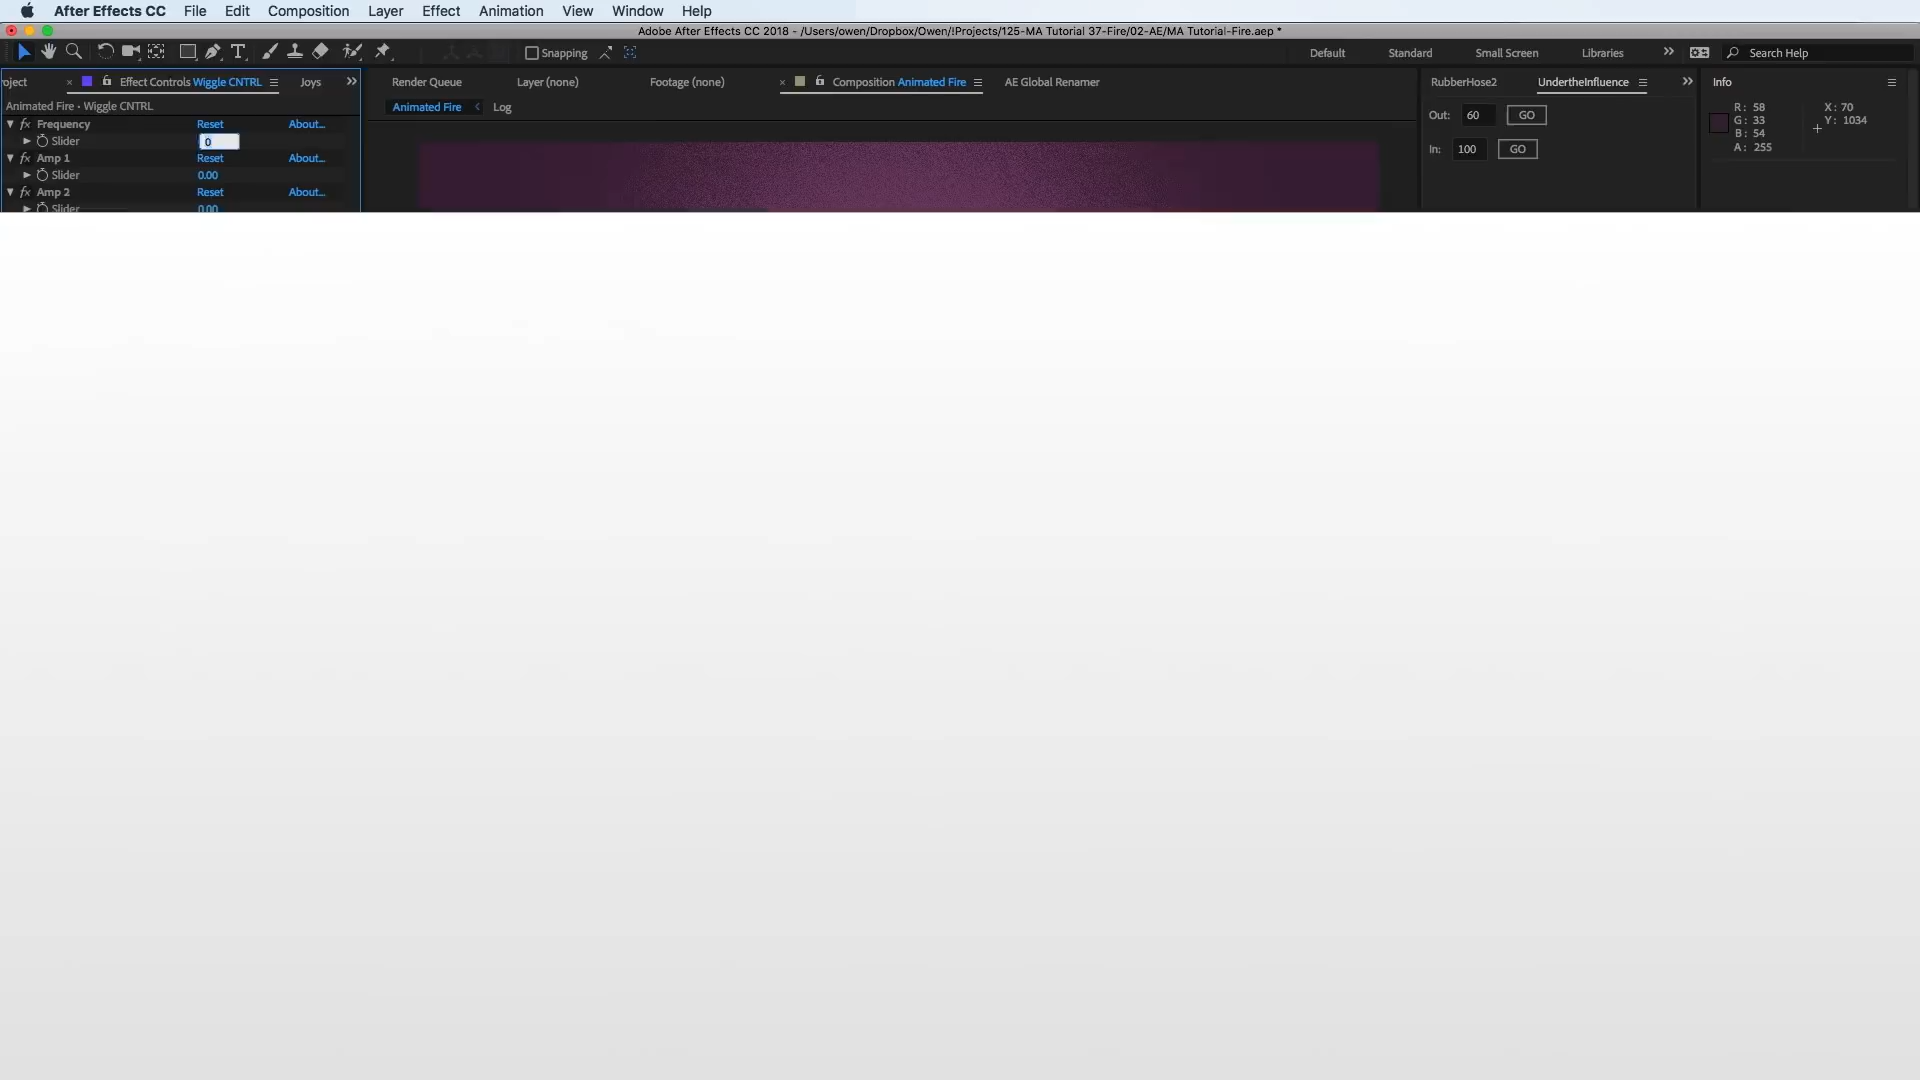 After Effects CC File Edit Composition Layer Effect Animation View Window Help
Adobe After Effects CC 2018 - /Users/owen/Dropbox/Owen/!Projects/125-MA Tutorial 37-Fire/02-AE/MA Tutorial-Fire.aep *
T Snapping Default Standard Small Screen Libraries » Search Help
oject × Effect Controls Wiggle CNTRL Joys » Render Queue Layer (none) Footage (none) × Composition Animated Fire AE Global Renamer RubberHose2 UndertheInfluence » Info
Animated Fire • Wiggle CNTRL Animated Fire < Log
fx Frequency Reset About...
Slider 0
fx Amp 1 Reset About...
Slider 0.00
fx Amp 2 Reset About...
Slider 0.00
Out: 60 GO
In: 100 GO
R: 58 X: 70
G: 33 Y: 1034
B: 54
A: 255